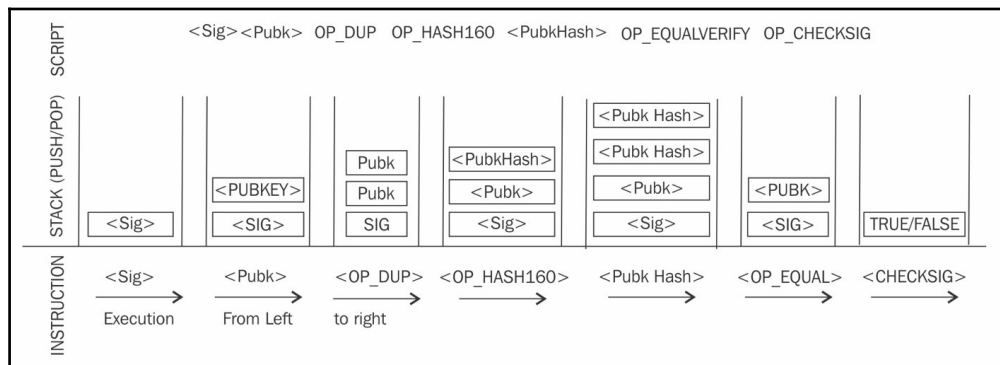 SCRIPT
<Sig><Pubk> OP_DUP OP_HASH160 <PubkHash> OP_EQUALVERIFY OP_CHECKSIG
STACK (PUSH/POP)
<Sig>
<PUBKEY>
<SIG>
Pubk
Pubk
SIG
<PubkHash>
<Pubk>
<Sig>
<Pubk Hash>
<Pubk Hash>
<Pubk>
<Sig>
<PUBK>
<SIG>
TRUE/FALSE
INSTRUCTION
<Sig> <Pubk> <OP_DUP> <OP_HASH160> <Pubk Hash> <OP_EQUAL> <CHECKSIG>
Execution From Left to right